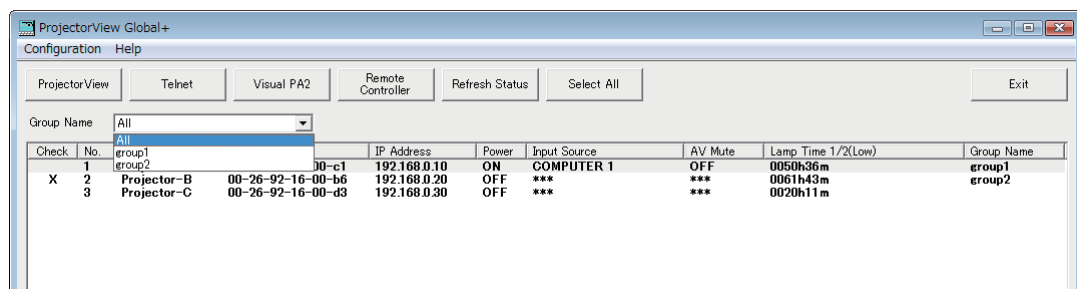 ProjectorView Global+
Configuration Help
ProjectorView Telnet Visual PA2 Remote Controller Refresh Status Select All Exit
Group Name All
All
group1
group2
Check No. IP Address Power Input Source AV Mute Lamp Time 1/2(Low) Group Name
1 00-c1 192.168.0.10 ON COMPUTER 1 OFF 0050h36m group1
X 2 Projector-B 00-26-92-16-00-b6 192.168.0.20 OFF *** *** 0061h43m group2
3 Projector-C 00-26-92-16-00-d3 192.168.0.30 OFF *** *** 0020h11m